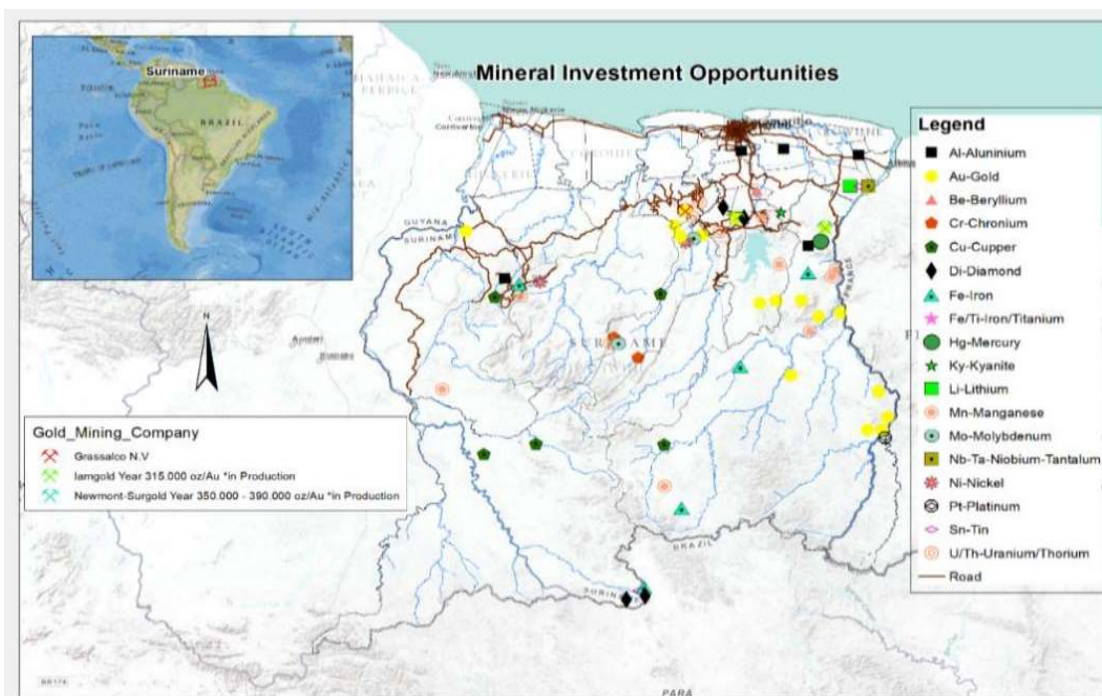 Mineral Investment Opportunities
Suriname
BRAZIL
GUYANA
SURINAM
SURINAME
FRANCE
BRAZIL
SURIN
PARA
N
Legend
Al-Aluninium
Au-Gold
Be-Beryllium
Cr-Chronium
Cu-Cupper
Di-Diamond
Fe-Iron
Fe/Ti-Iron/Titanium
Hg-Mercury
Ky-Kyanite
Li-Lithium
Mn-Manganese
Mo-Molybdenum
Nb-Ta-Niobium-Tantalum
Ni-Nickel
Pt-Platinum
Sn-Tin
U/Th-Uranium/Thorium
Road
Gold_Mining_Company
Grassalco N.V
Iamgold Year 315.000 oz/Au *in Production
Newmont-Surgold Year 350.000 - 390.000 oz/Au *in Production